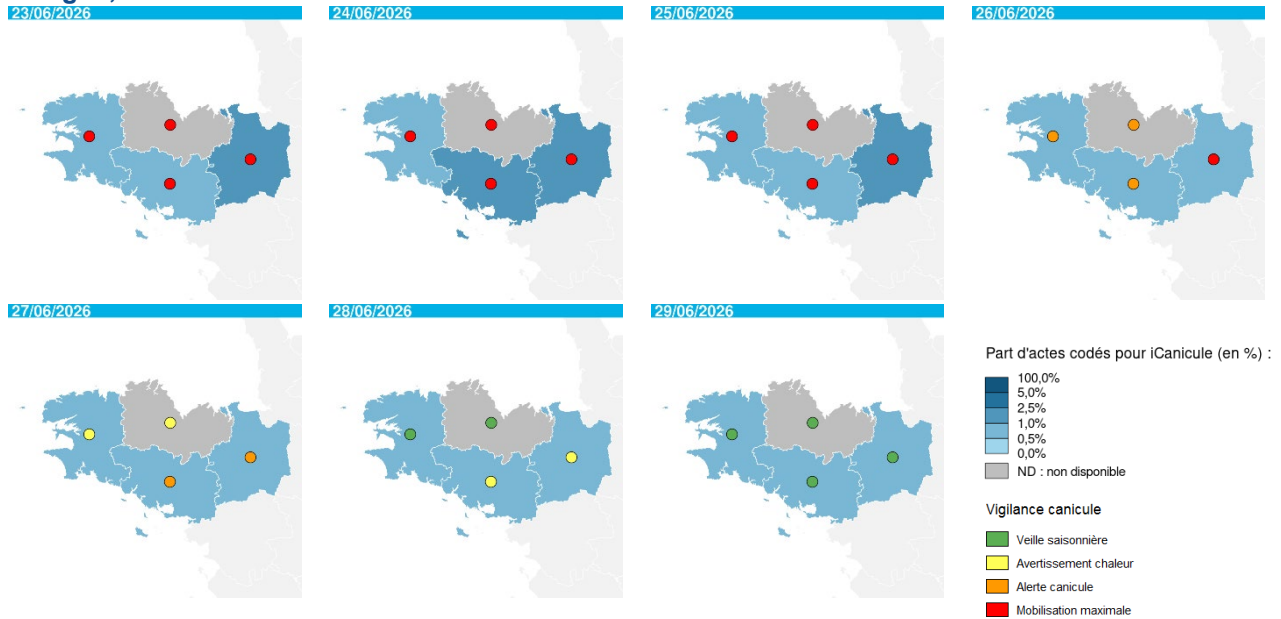 23/06/2026
24/06/2026
25/06/2026
26/06/2026
27/06/2026
28/06/2026
29/06/2026
Part d'actes codés pour iCanicule (en %) :
100,0%
5,0%
2,5%
1,0%
0,5%
0,0%
ND : non disponible
Vigilance canicule
Veille saisonnière
Avertissement chaleur
Alerte canicule
Mobilisation maximale